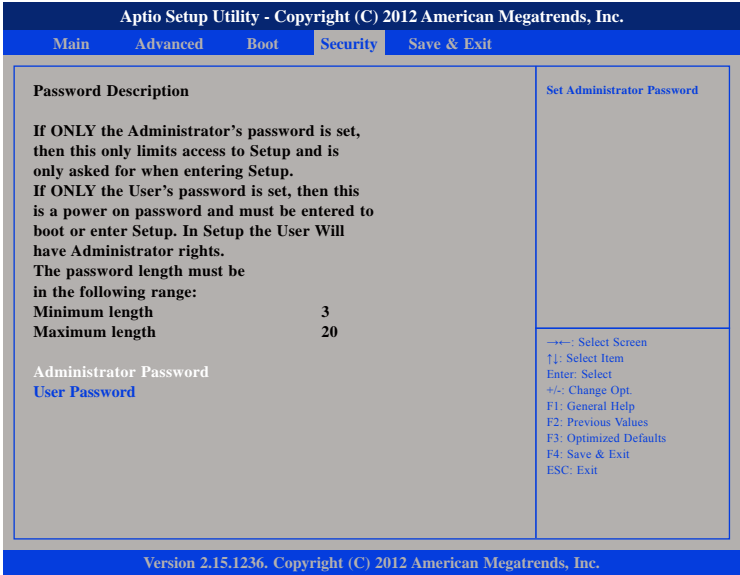 Aptio Setup Utility - Copyright (C) 2012 American Megatrends, Inc.
Main Advanced Boot Security Save & Exit
Password Description
If ONLY the Administrator's password is set,
then this only limits access to Setup and is
only asked for when entering Setup.
If ONLY the User's password is set, then this
is a power on password and must be entered to
boot or enter Setup. In Setup the User Will
have Administrator rights.
The password length must be
in the following range:
Minimum length 3
Maximum length 20
Administrator Password
User Password
Set Administrator Password
→←: Select Screen
↑↓: Select Item
Enter: Select
+/-: Change Opt.
F1: General Help
F2: Previous Values
F3: Optimized Defaults
F4: Save & Exit
ESC: Exit
Version 2.15.1236. Copyright (C) 2012 American Megatrends, Inc.